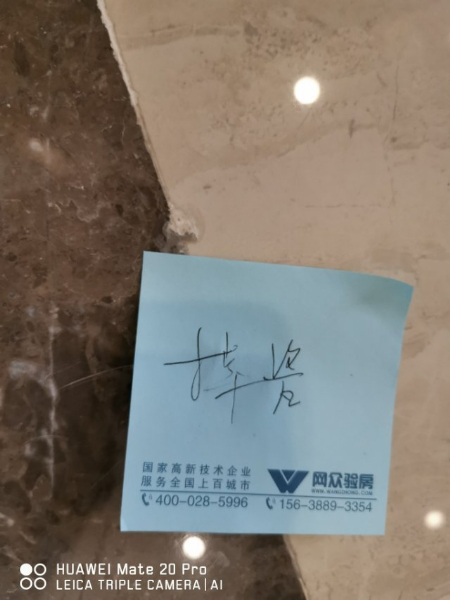 掉瓷
国家高新技术企业
服务全国上百城市
400-028-5996
网众验房
156-3889-3354
HUAWEI Mate 20 Pro
LEICA TRIPLE CAMERA | AI